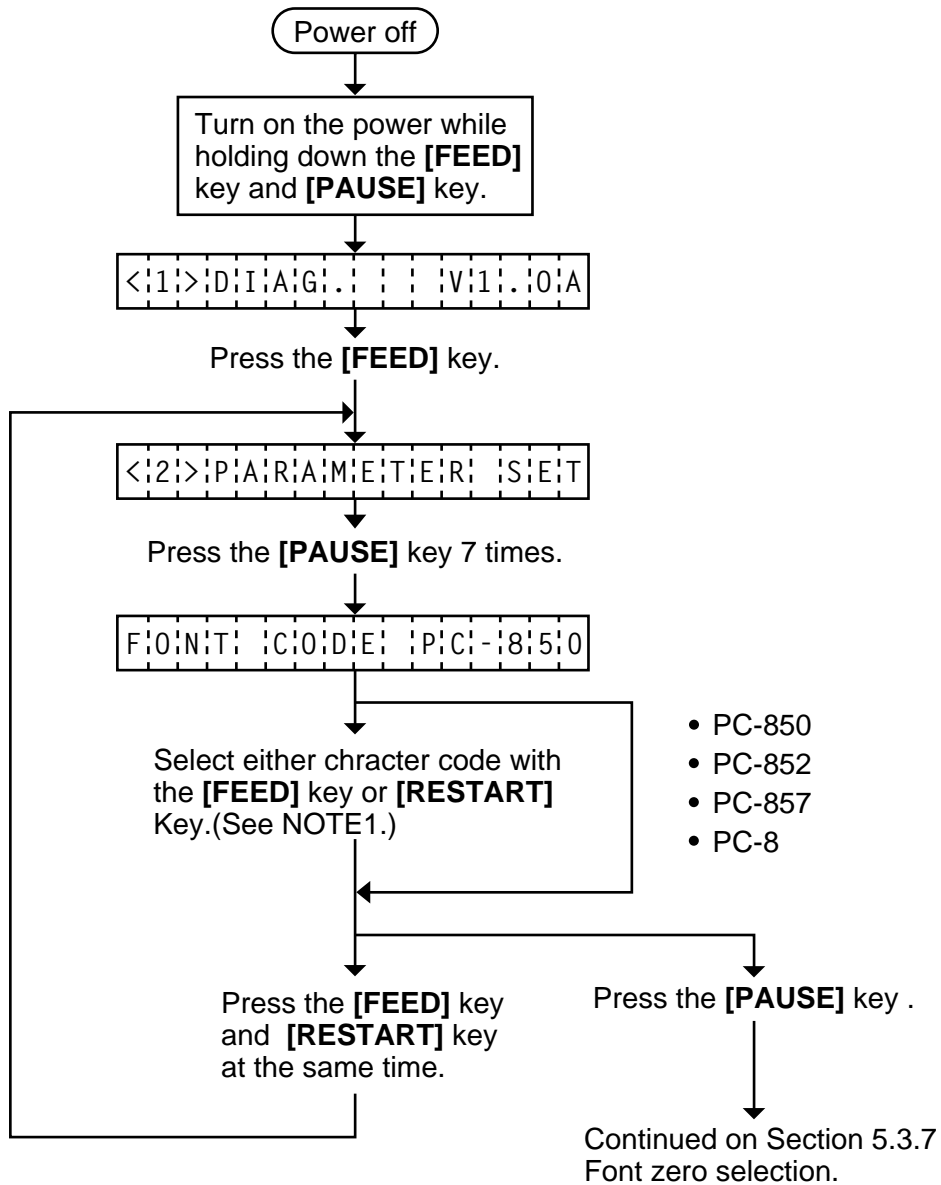 Power off
Turn on the power while
holding down the [FEED]
key and [PAUSE] key.
<1>DIAG.   V1.0A
Press the [FEED] key.
<2>PARAMETER SET
Press the [PAUSE] key 7 times.
FONT CODE PC-850
Select either chracter code with
the [FEED] key or [RESTART]
Key.(See NOTE1.)
• PC-850
• PC-852
• PC-857
• PC-8
Press the [FEED] key
and [RESTART] key
at the same time.
Press the [PAUSE] key .
Continued on Section 5.3.7
Font zero selection.